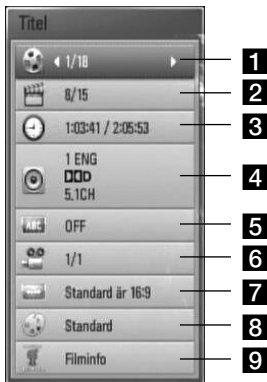 Titel
1/18
1
8/15
2
1:03:41 / 2:05:53
3
1 ENG
DD D
5.1CH
4
ABC
OFF
5
1/1
6
Standard är 16:9
7
Standard
8
Filminfo
9